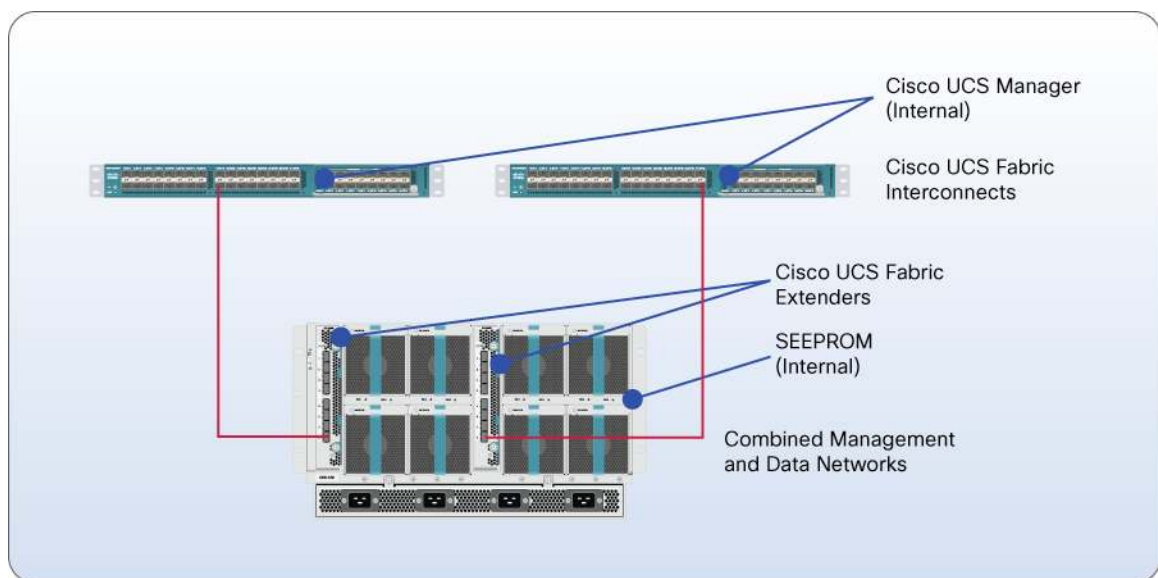 Cisco UCS Manager
(Internal)
Cisco UCS Fabric
Interconnects
Cisco UCS Fabric
Extenders
SEEPROM
(Internal)
Combined Management
and Data Networks